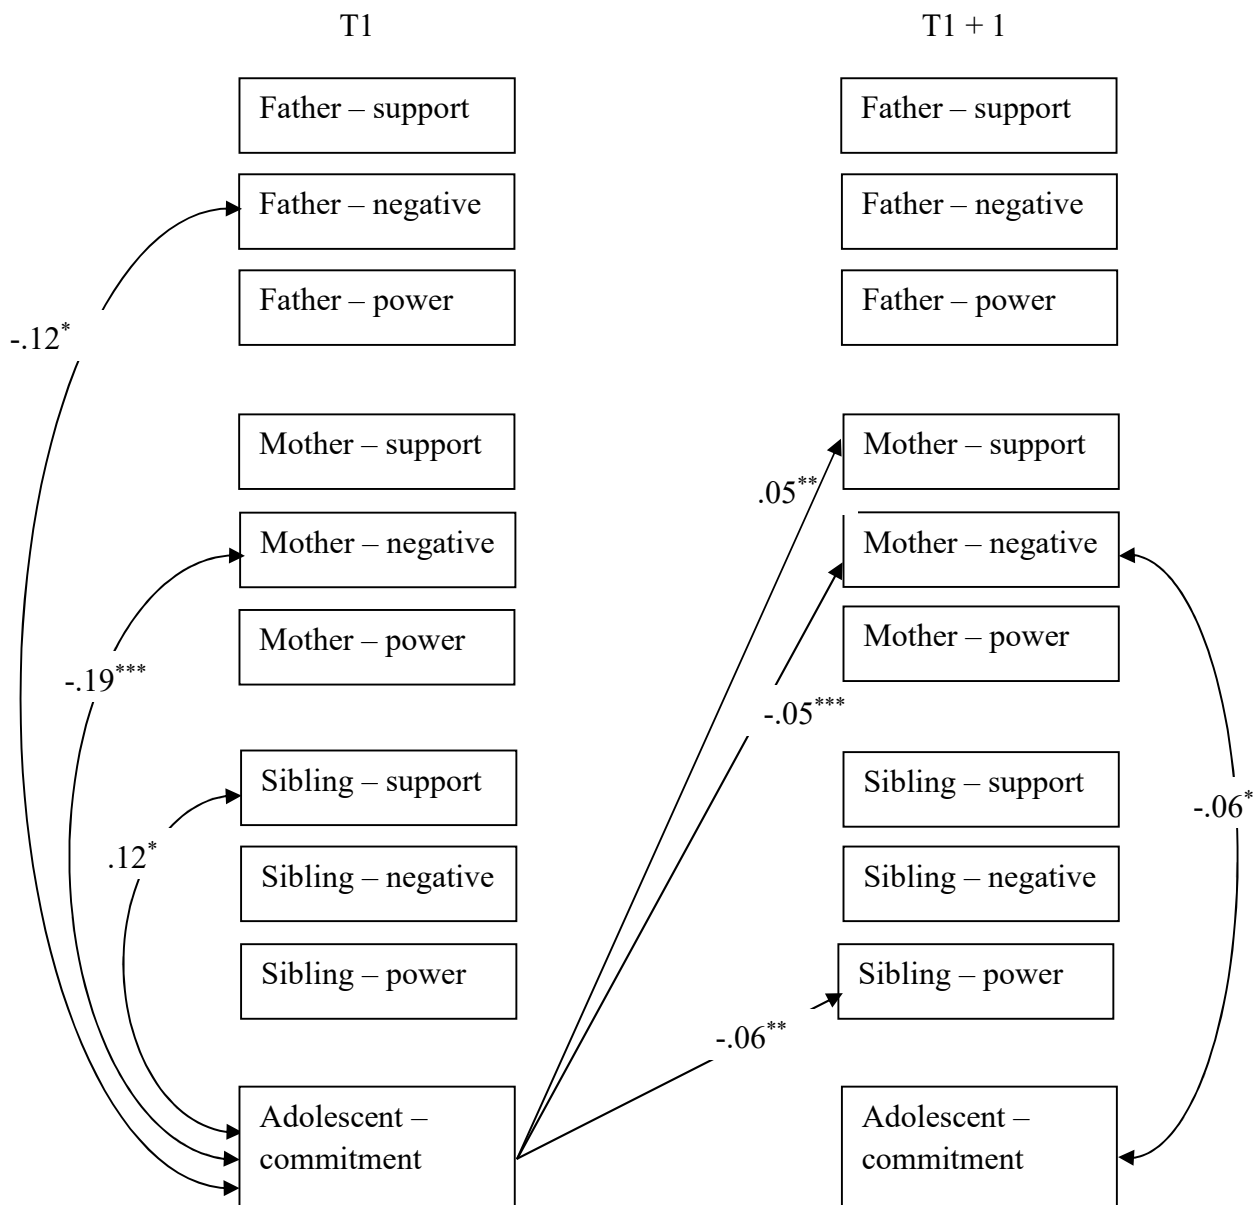 T1
T1 + 1
Father – support
Father – support
-.12*
Father – negative
Father – negative
Father – power
Father – power
Mother – support
Mother – support
.05**
Mother – negative
Mother – negative
-.19***
Mother – power
Mother – power
-.05***
Sibling – support
Sibling – support
-.06*
.12*
Sibling – negative
Sibling – negative
Sibling – power
Sibling – power
-.06**
Adolescent –
commitment
Adolescent –
commitment